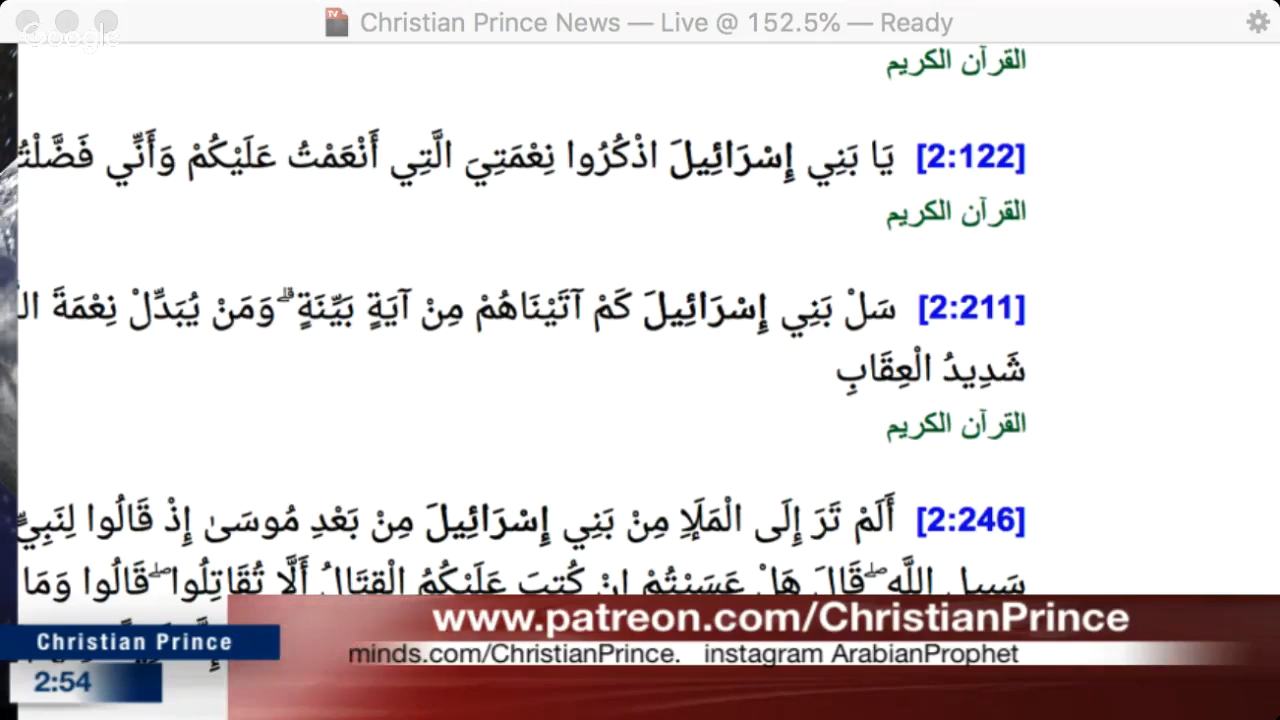 Christian Prince News — Live @ 152.5% — Ready
Google
القرآن الكريم
[2:122] يَا بَنِي إِسْرَائِيلَ اذْكُرُوا نِعْمَتِيَ الَّتِي أَنْعَمْتُ عَلَيْكُمْ وَأَنِّي
القرآن الكريم
[2:211] سَلْ بَنِي إِسْرَائِيلَ كَمْ آتَيْنَاهُمْ مِنْ آيَةٍ بَيِّنَةٍ ۗ وَمَنْ يُبَدِّلْ نِعْمَةَ
شَدِيدُ الْعِقَابِ
القرآن الكريم
[2:246] أَلَمْ تَرَ إِلَى الْمَلَإِ مِنْ بَنِي إِسْرَائِيلَ مِنْ بَعْدِ مُوسَىٰ إِذْ قَالُوا لِنَبِيٍّ
سَبِيلِ اللَّهِ ۖ قَالَ هَلْ عَسَيْتُمْ إِنْ كُتِبَ عَلَيْكُمُ الْقِتَالُ أَلَّا تُقَاتِلُوا ۖ قَالُوا وَمَا
www.patreon.com/ChristianPrince
Christian Prince
minds.com/ChristianPrince. instagram ArabianProphet
2:54